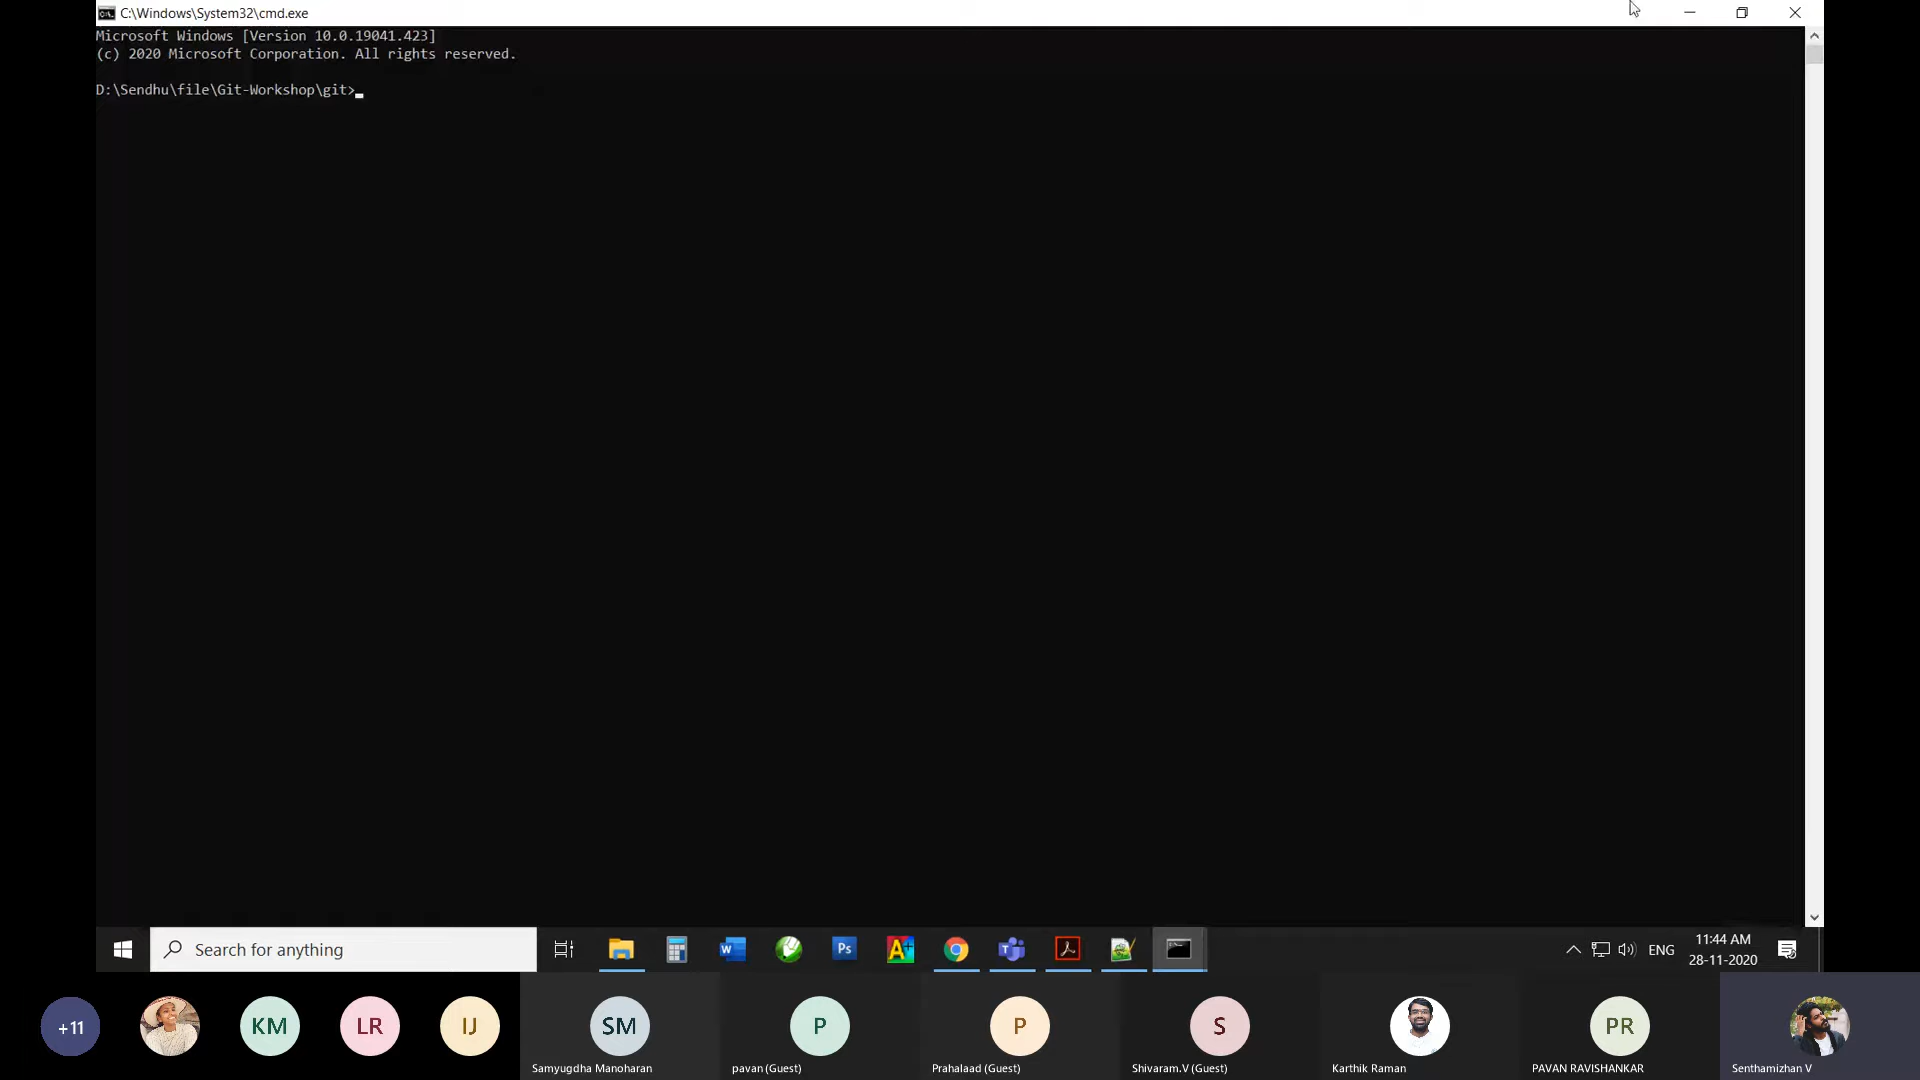 C:\Windows\System32\cmd.exe
Microsoft Windows [Version 10.0.19041.423]
(c) 2020 Microsoft Corporation. All rights reserved.
D:\Sendhu\file\Git-Workshop\git>
Search for anything
ENG
11:44 AM
28-11-2020
+11
KM
LR
IJ
SM
P
P
S
PR
Samyugdha Manoharan
pavan (Guest)
Prahalaad (Guest)
Shivaram.V (Guest)
Karthik Raman
PAVAN RAVISHANKAR
Senthamizhan V